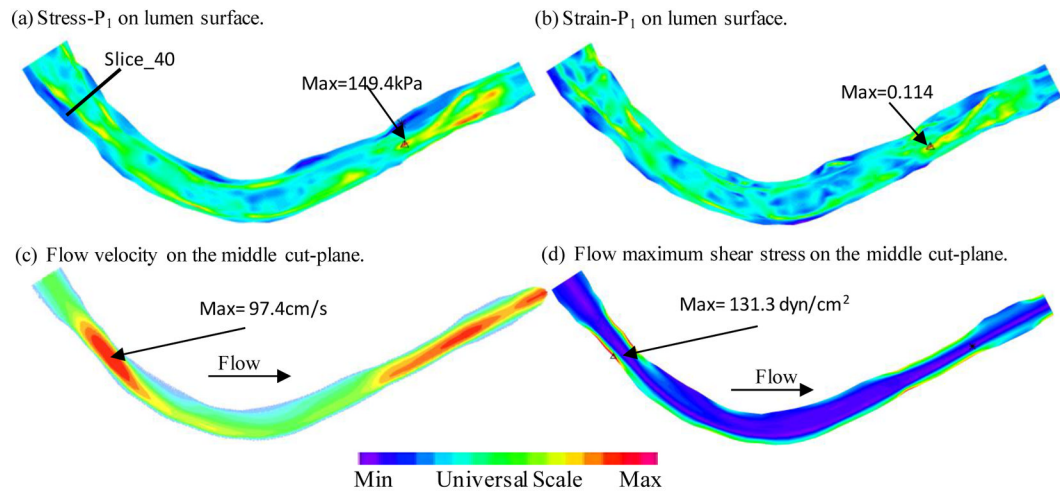 (a) Stress-P₁ on lumen surface.
(b) Strain-P₁ on lumen surface.
Slice_40
Max=149.4kPa
Max=0.114
(c) Flow velocity on the middle cut-plane.
(d) Flow maximum shear stress on the middle cut-plane.
Max= 97.4cm/s
Max= 131.3 dyn/cm²
Flow
Flow
Min Universal Scale Max